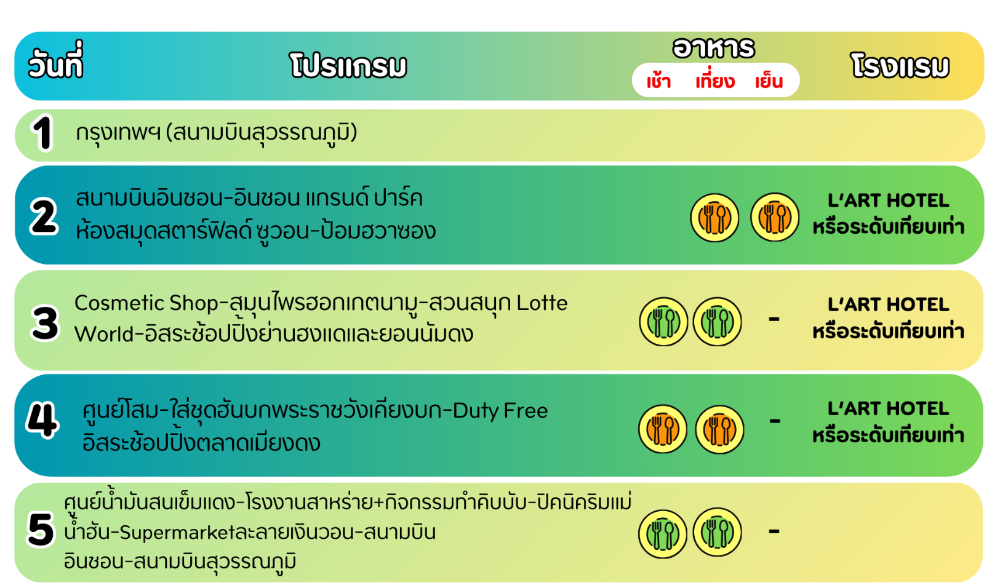 วันที่ โปรแกรม อาหาร โรงแรม
เช้า เที่ยง เย็น
1 กรุงเทพฯ (สนามบินสุวรรณภูมิ)
2
สนามบินอินชอน-อินชอน แกรนด์ ปาร์ค
ห้องสมุดสตาร์ฟิลด์ ซูวอน-ป้อมฮวาซอง
L'ART HOTEL
หรือระดับเทียบเท่า
3
Cosmetic Shop-สมุนไพรฮอกเกตนามู-สวนสนุก Lotte
World-อิสระช้อปปิ้งย่านฮงแดและยอนนัมดง
-
L'ART HOTEL
หรือระดับเทียบเท่า
4
ศูนย์โสม-ใส่ชุดฮันบกพระราชวังเคียงบก-Duty Free
อิสระช้อปปิ้งตลาดเมียงดง
-
L'ART HOTEL
หรือระดับเทียบเท่า
5
ศูนย์น้ำมันสนเข็มแดง-โรงงานสาหร่าย+กิจกรรมทำคิบบับ-ปิคนิคริมแม่
น้ำฮัน-Supermarketละลายเงินวอน-สนามบิน
อินชอน-สนามบินสุวรรณภูมิ
-